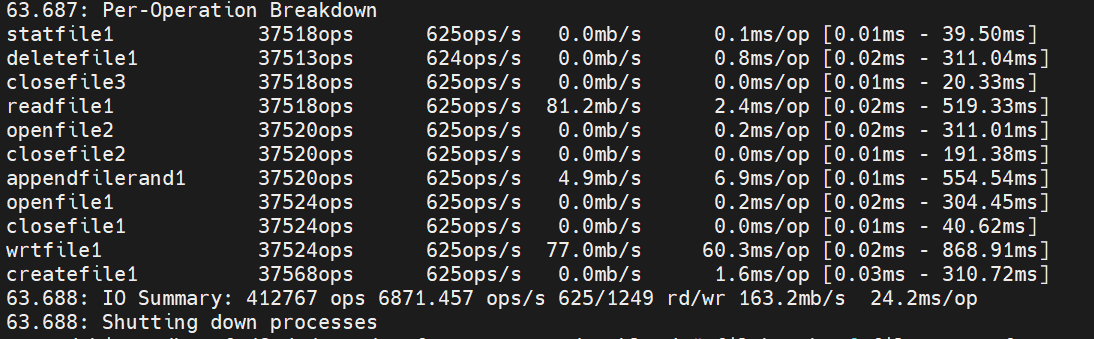 63.687: Per-Operation Breakdown
statfile1 37518ops 625ops/s 0.0mb/s 0.1ms/op [0.01ms - 39.50ms]
deletefile1 37513ops 624ops/s 0.0mb/s 0.8ms/op [0.02ms - 311.04ms]
closefile3 37518ops 625ops/s 0.0mb/s 0.0ms/op [0.01ms - 20.33ms]
readfile1 37518ops 625ops/s 81.2mb/s 2.4ms/op [0.02ms - 519.33ms]
openfile2 37520ops 625ops/s 0.0mb/s 0.2ms/op [0.02ms - 311.01ms]
closefile2 37520ops 625ops/s 0.0mb/s 0.0ms/op [0.01ms - 191.38ms]
appendfilerand1 37520ops 625ops/s 4.9mb/s 6.9ms/op [0.01ms - 554.54ms]
openfile1 37524ops 625ops/s 0.0mb/s 0.2ms/op [0.02ms - 304.45ms]
closefile1 37524ops 625ops/s 0.0mb/s 0.0ms/op [0.01ms - 40.62ms]
wrtfile1 37524ops 625ops/s 77.0mb/s 60.3ms/op [0.02ms - 868.91ms]
createfile1 37568ops 625ops/s 0.0mb/s 1.6ms/op [0.03ms - 310.72ms]
63.688: IO Summary: 412767 ops 6871.457 ops/s 625/1249 rd/wr 163.2mb/s 24.2ms/op
63.688: Shutting down processes